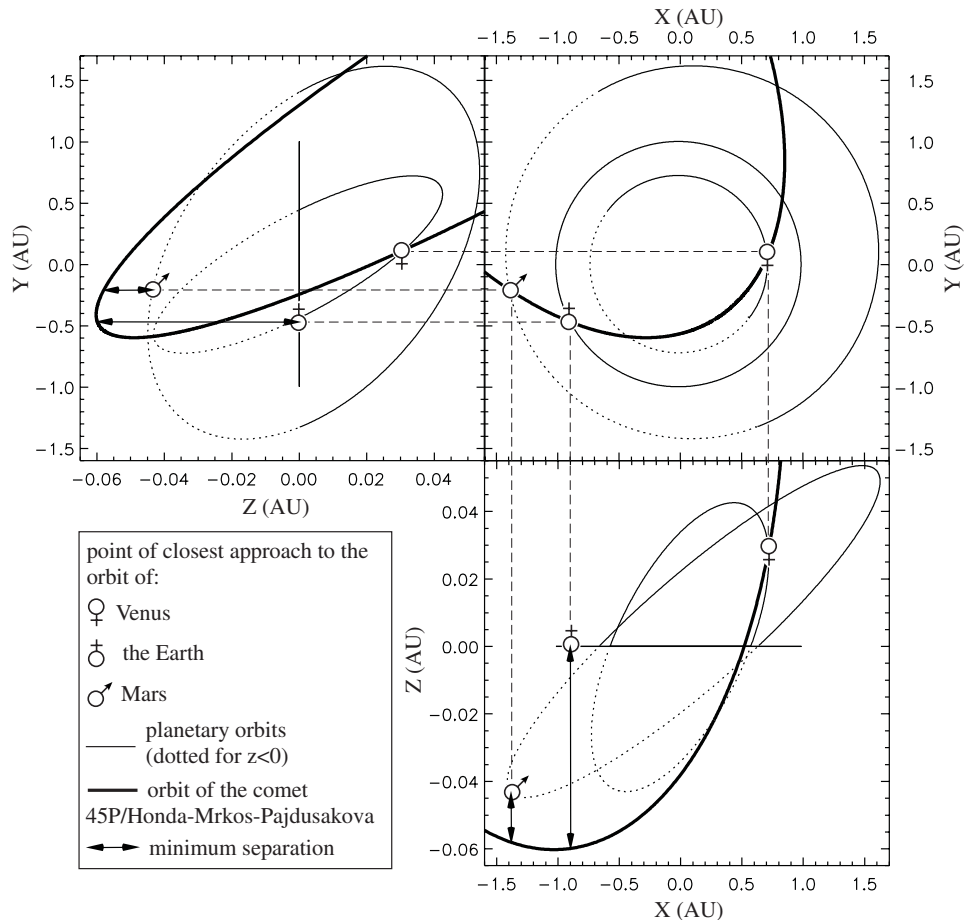 X (AU)
−1.5 −1.0 −0.5 0.0 0.5 1.0 1.5
1.5
1.0
0.5
0.0
−0.5
−1.0
−1.5
Y (AU)
−0.06 −0.04 −0.02 0.00 0.02 0.04
Z (AU)
1.5
1.0
0.5
0.0
−0.5
−1.0
−1.5
Y (AU)
0.04
0.02
0.00
−0.02
−0.04
−0.06
Z (AU)
−1.5 −1.0 −0.5 0.0 0.5 1.0 1.5
X (AU)
point of closest approach to the
orbit of:
Venus
the Earth
Mars
planetary orbits
(dotted for z<0)
orbit of the comet
45P/Honda-Mrkos-Pajdusakova
minimum separation